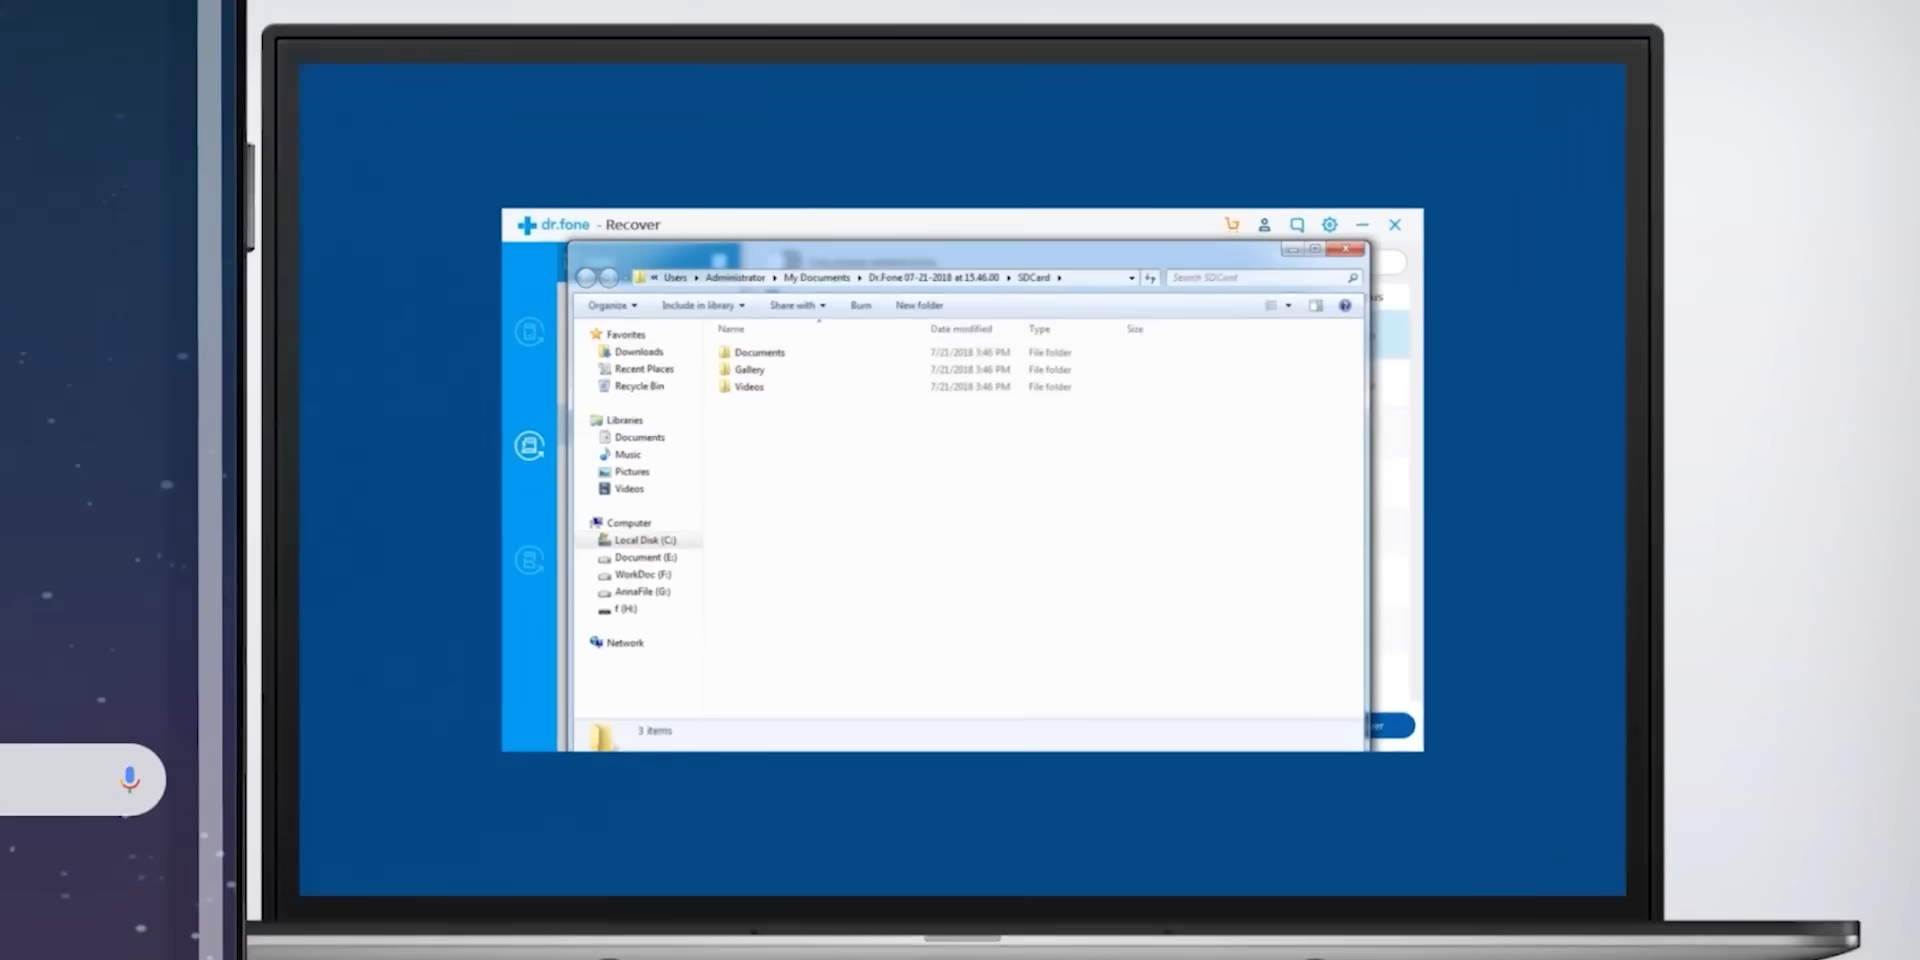 dr.fone - Recover
« Users ▸ Administrator ▸ My Documents ▸ Dr.Fone 07-21-2018 at 15.46.00 ▸ SDCard ▸
Search SDCard
Organize
Include in library
Share with
Burn
New folder
Name
Date modified
Type
Size
Documents 7/21/2018 3:46 PM File folder
Gallery 7/21/2018 3:46 PM File folder
Videos 7/21/2018 3:46 PM File folder
Favorites
Downloads
Recent Places
Recycle Bin
Libraries
Documents
Music
Pictures
Videos
Computer
Local Disk (C:)
Document (E:)
WorkDoc (F:)
AnnaFile (G:)
f (H:)
Network
3 items